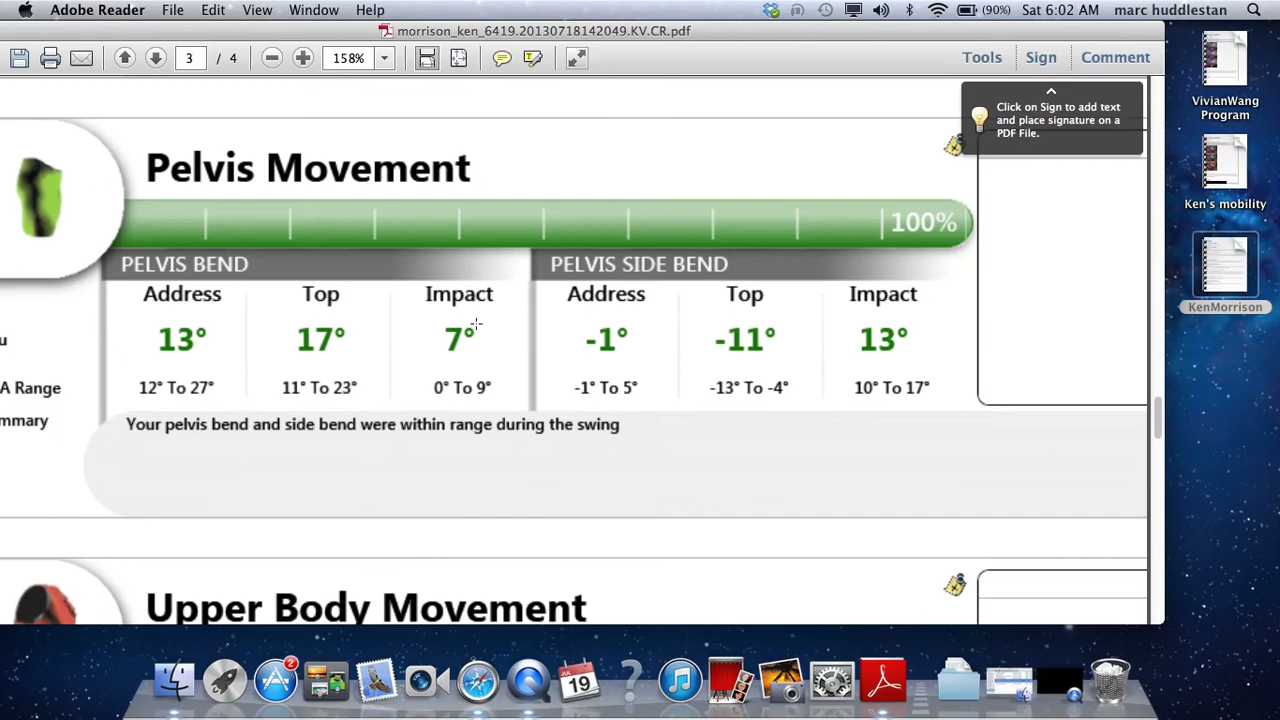 Adobe Reader File Edit View Window Help (90%) Sat 6:02 AM marc huddlestan
morrison_ken_6419.20130718142049.KV.CR.pdf
3 / 4 158% Tools Sign Comment
Click on Sign to add text
and place signature on a
PDF File.
VivianWang
Program
Ken's mobility
KenMorrison
Pelvis Movement
100%
PELVIS BEND PELVIS SIDE BEND
Address Top Impact Address Top Impact
u 13° 17° 7° -1° -11° 13°
A Range 12° To 27° 11° To 23° 0° To 9° -1° To 5° -13° To -4° 10° To 17°
mmary Your pelvis bend and side bend were within range during the swing
Upper Body Movement
2
JUL
19
?